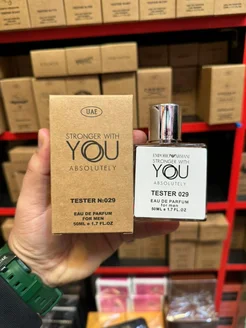 UAE
STRONGER WITH
YOU
ABSOLUTELY
TESTER №029
EAU DE PARFUM
FOR MEN
50ML ℮ 1.7 FL.OZ
EMPORIO ARMANI
STRONGER WITH
YOU
ABSOLUTELY
TESTER 029
EAU DE PARFUM
for men
50ML ℮ 1.7 FL.OZ